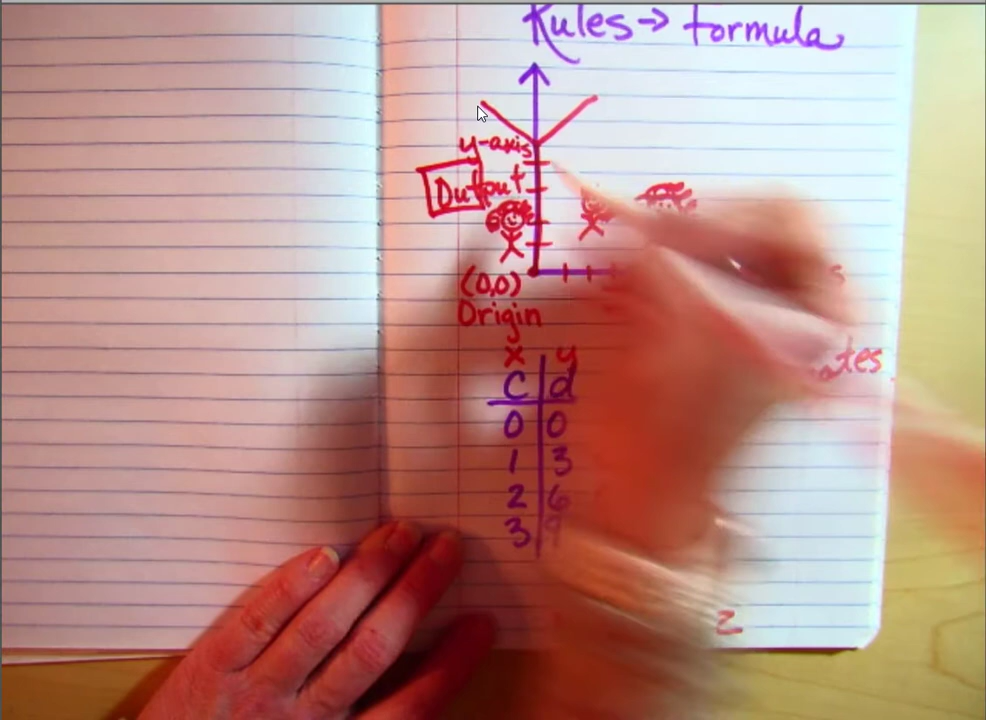 Rules → formula
y-axis
Output
(0,0)
Origin
x y
C d
0 0
1 3
2 6
3 9